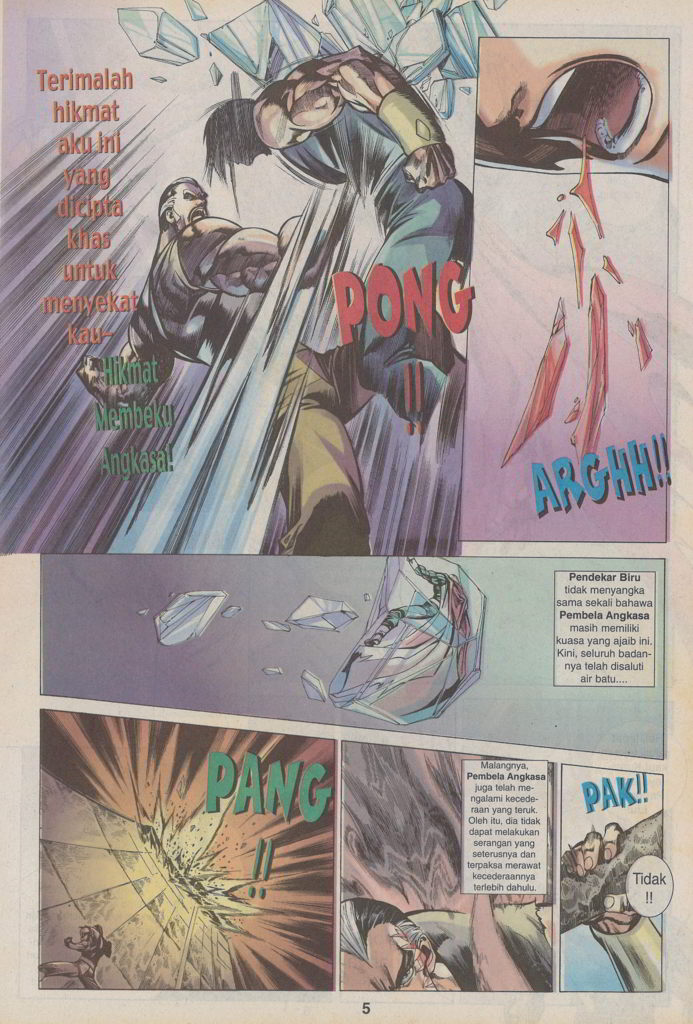 Terimalah
hikmat
aku ini
yang
dicipta
khas
untuk
menyekat
kau–
Hikmat
Membeku
Angkasa!
PONG
!!
ARGHH!!
Pendekar Biru
tidak menyangka
sama sekali bahawa
Pembela Angkasa
masih memiliki
kuasa yang ajaib ini.
Kini, seluruh badan-
nya telah disaluti
air batu....
PANG
!!
Malangnya,
Pembela Angkasa
juga telah me-
ngalami kecede-
raan yang teruk.
Oleh itu, dia tidak
dapat melakukan
serangan yang
seterusnya dan
terpaksa merawat
kecederaannya
terlebih dahulu.
PAK!!
Tidak
!!
5